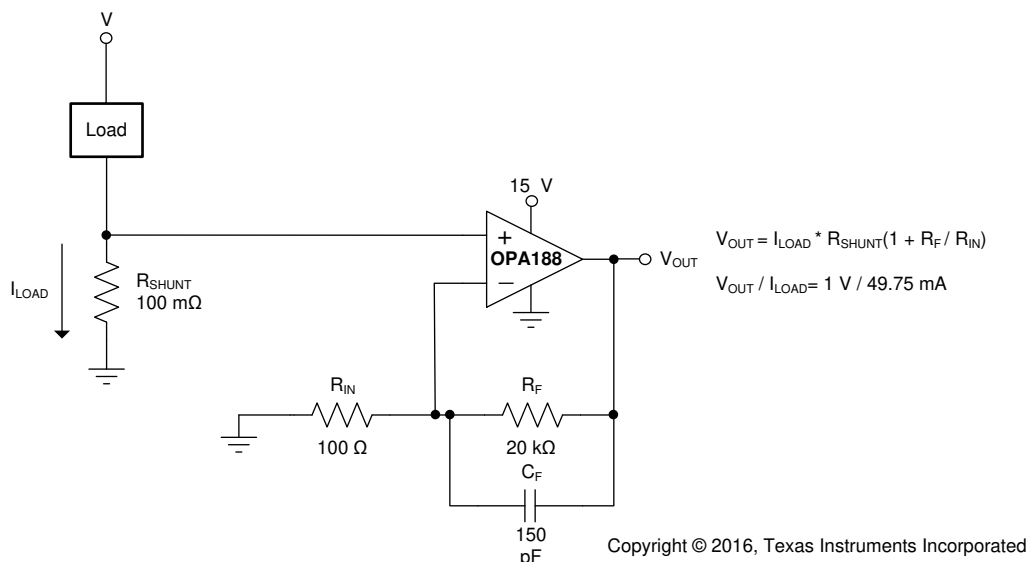 V
Load
I_LOAD
R_SHUNT
100 mΩ
15 V
+
OPA188
−
V_OUT
V_OUT = I_LOAD * R_SHUNT(1 + R_F / R_IN)
V_OUT / I_LOAD= 1 V / 49.75 mA
R_IN
100 Ω
R_F
20 kΩ
C_F
150
pF
Copyright © 2016, Texas Instruments Incorporated